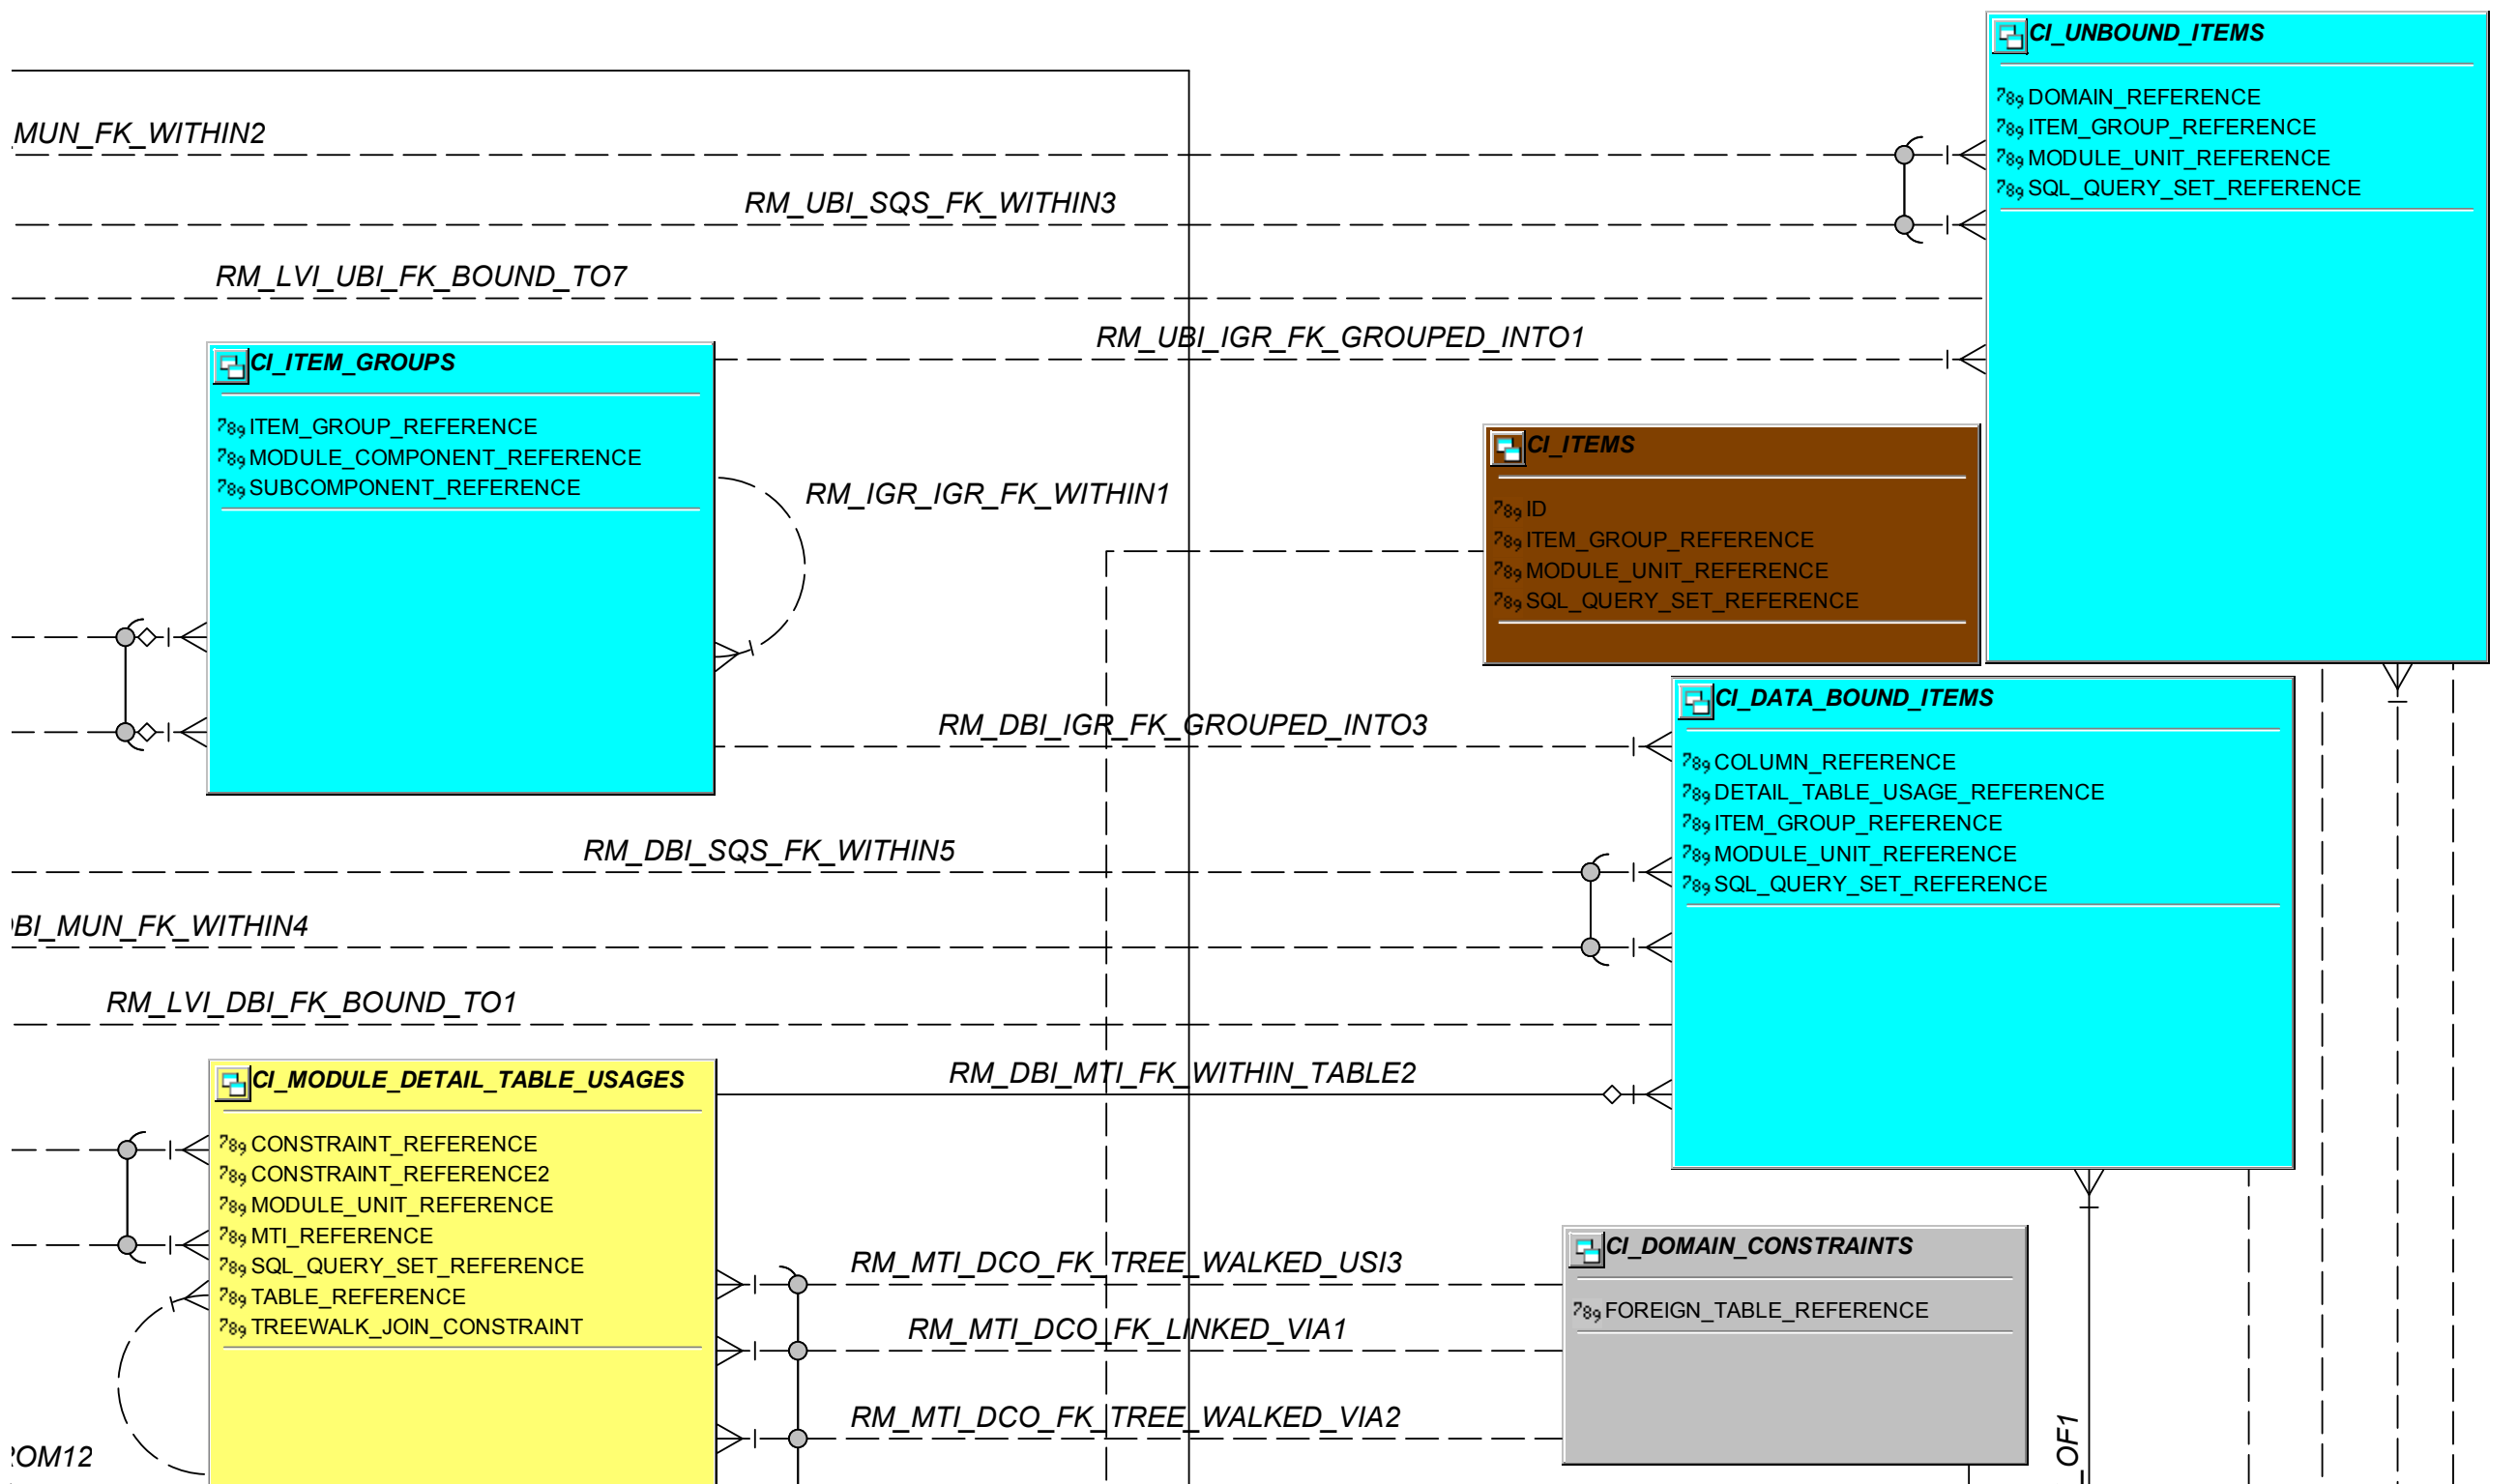 CI_UNBOUND_ITEMS
DOMAIN_REFERENCE
ITEM_GROUP_REFERENCE
MODULE_UNIT_REFERENCE
SQL_QUERY_SET_REFERENCE
MUN_FK_WITHIN2
RM_UBI_SQS_FK_WITHIN3
RM_LVI_UBI_FK_BOUND_TO7
RM_UBI_IGR_FK_GROUPED_INTO1
CI_ITEM_GROUPS
ITEM_GROUP_REFERENCE
MODULE_COMPONENT_REFERENCE
SUBCOMPONENT_REFERENCE
RM_IGR_IGR_FK_WITHIN1
CI_ITEMS
ID
ITEM_GROUP_REFERENCE
MODULE_UNIT_REFERENCE
SQL_QUERY_SET_REFERENCE
RM_DBI_IGR_FK_GROUPED_INTO3
CI_DATA_BOUND_ITEMS
COLUMN_REFERENCE
DETAIL_TABLE_USAGE_REFERENCE
ITEM_GROUP_REFERENCE
MODULE_UNIT_REFERENCE
SQL_QUERY_SET_REFERENCE
RM_DBI_SQS_FK_WITHIN5
BI_MUN_FK_WITHIN4
RM_LVI_DBI_FK_BOUND_TO1
RM_DBI_MTI_FK_WITHIN_TABLE2
CI_MODULE_DETAIL_TABLE_USAGES
CONSTRAINT_REFERENCE
CONSTRAINT_REFERENCE2
MODULE_UNIT_REFERENCE
MTI_REFERENCE
SQL_QUERY_SET_REFERENCE
TABLE_REFERENCE
TREEWALK_JOIN_CONSTRAINT
RM_MTI_DCO_FK_TREE_WALKED_USI3
RM_MTI_DCO_FK_LINKED_VIA1
RM_MTI_DCO_FK_TREE_WALKED_VIA2
CI_DOMAIN_CONSTRAINTS
FOREIGN_TABLE_REFERENCE
_OF1
OM12